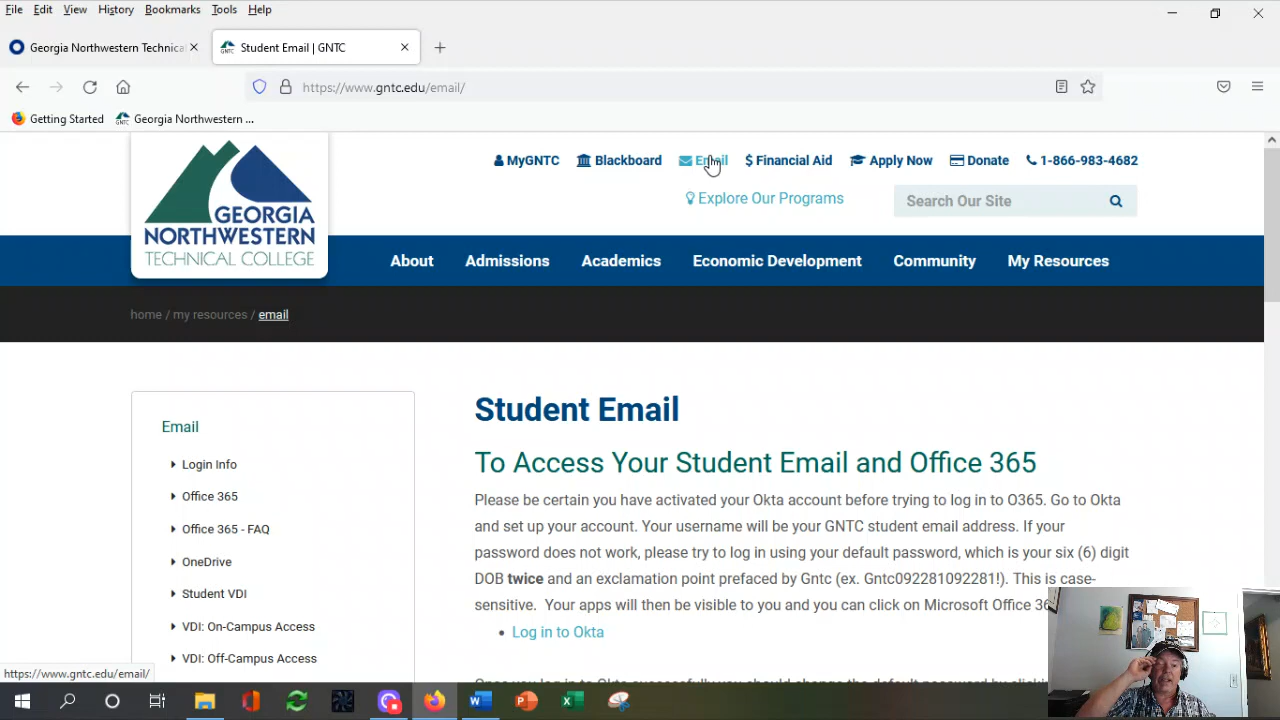 File Edit View History Bookmarks Tools Help
Georgia Northwestern Technical
Student Email | GNTC
https://www.gntc.edu/email/
Getting Started Georgia Northwestern ...
MyGNTC Blackboard Email $ Financial Aid Apply Now Donate 1-866-983-4682
Explore Our Programs Search Our Site
GEORGIA
NORTHWESTERN
TECHNICAL COLLEGE
About Admissions Academics Economic Development Community My Resources
home / my resources / email
Email
Login Info
Office 365
Office 365 - FAQ
OneDrive
Student VDI
VDI: On-Campus Access
VDI: Off-Campus Access
Student Email
To Access Your Student Email and Office 365
Please be certain you have activated your Okta account before trying to log in to O365. Go to Okta
and set up your account. Your username will be your GNTC student email address. If your
password does not work, please try to log in using your default password, which is your six (6) digit
DOB twice and an exclamation point prefaced by Gntc (ex. Gntc092281092281!). This is case-
sensitive. Your apps will then be visible to you and you can click on Microsoft Office 36
• Log in to Okta
https://www.gntc.edu/email/